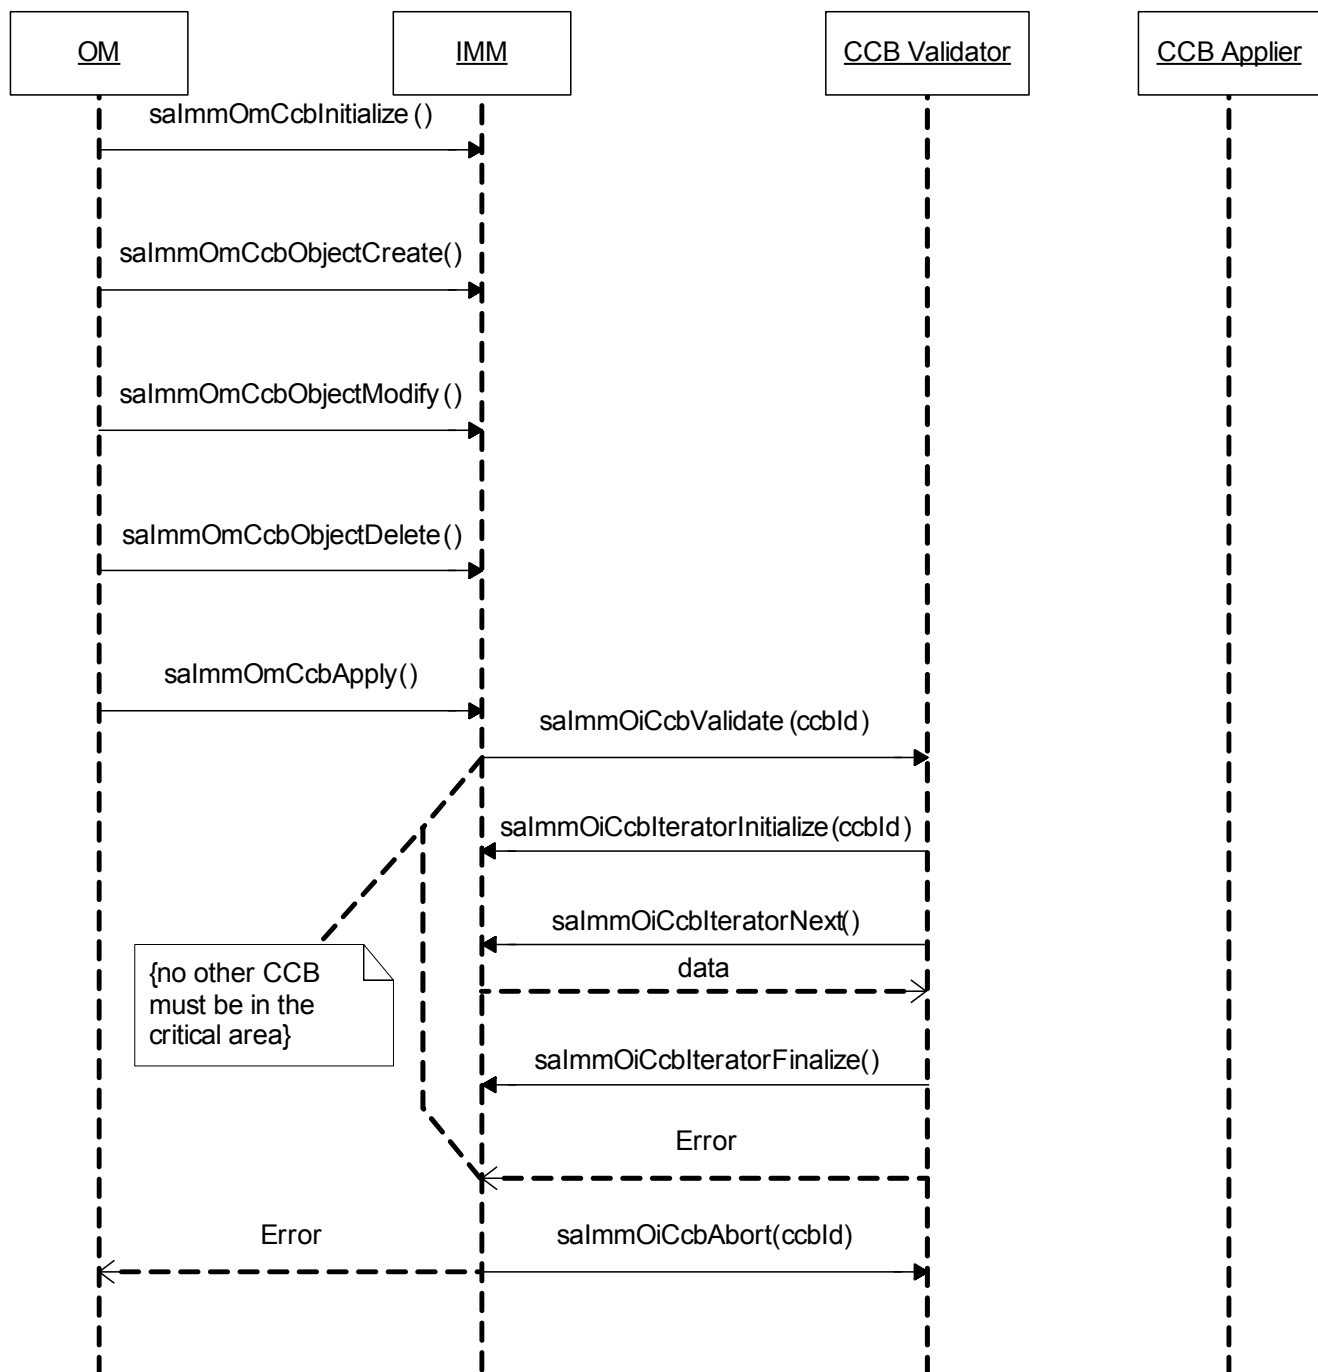 OM
IMM
CCB Validator
CCB Applier
saImmOmCcbInitialize ()
saImmOmCcbObjectCreate()
saImmOmCcbObjectModify ()
saImmOmCcbObjectDelete ()
saImmOmCcbApply()
saImmOiCcbValidate (ccbId )
saImmOiCcbIteratorInitialize(ccbId )
saImmOiCcbIteratorNext()
data
{no other CCB
must be in the
critical area}
saImmOiCcbIteratorFinalize()
Error
Error
saImmOiCcbAbort(ccbId)